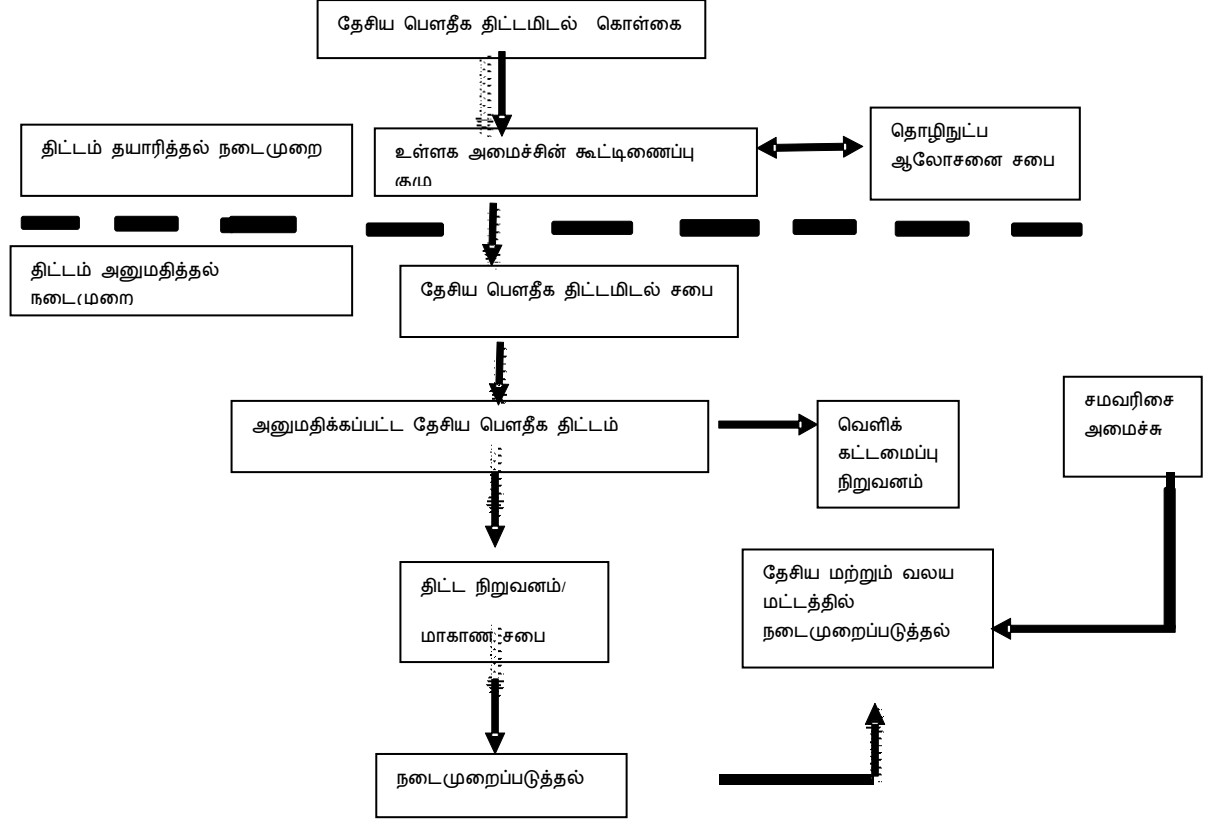 தேசிய பௌதீக திட்டமிடல் கொள்கை
திட்டம் தயாரித்தல் நடைமுறை
உள்ளக அமைச்சின் கூட்டிணைப்பு
குழு
தொழிநுட்ப
ஆலோசனை சபை
திட்டம் அனுமதித்தல்
நடைமுறை
தேசிய பௌதீக திட்டமிடல் சபை
அனுமதிக்கப்பட்ட தேசிய பௌதீக திட்டம்
வெளிக்
கட்டமைப்பு
நிறுவனம்
சமவரிசை
அமைச்சு
திட்ட நிறுவனம்/
மாகாண சபை
தேசிய மற்றும் வலய
மட்டத்தில்
நடைமுறைப்படுத்தல்
நடைமுறைப்படுத்தல்